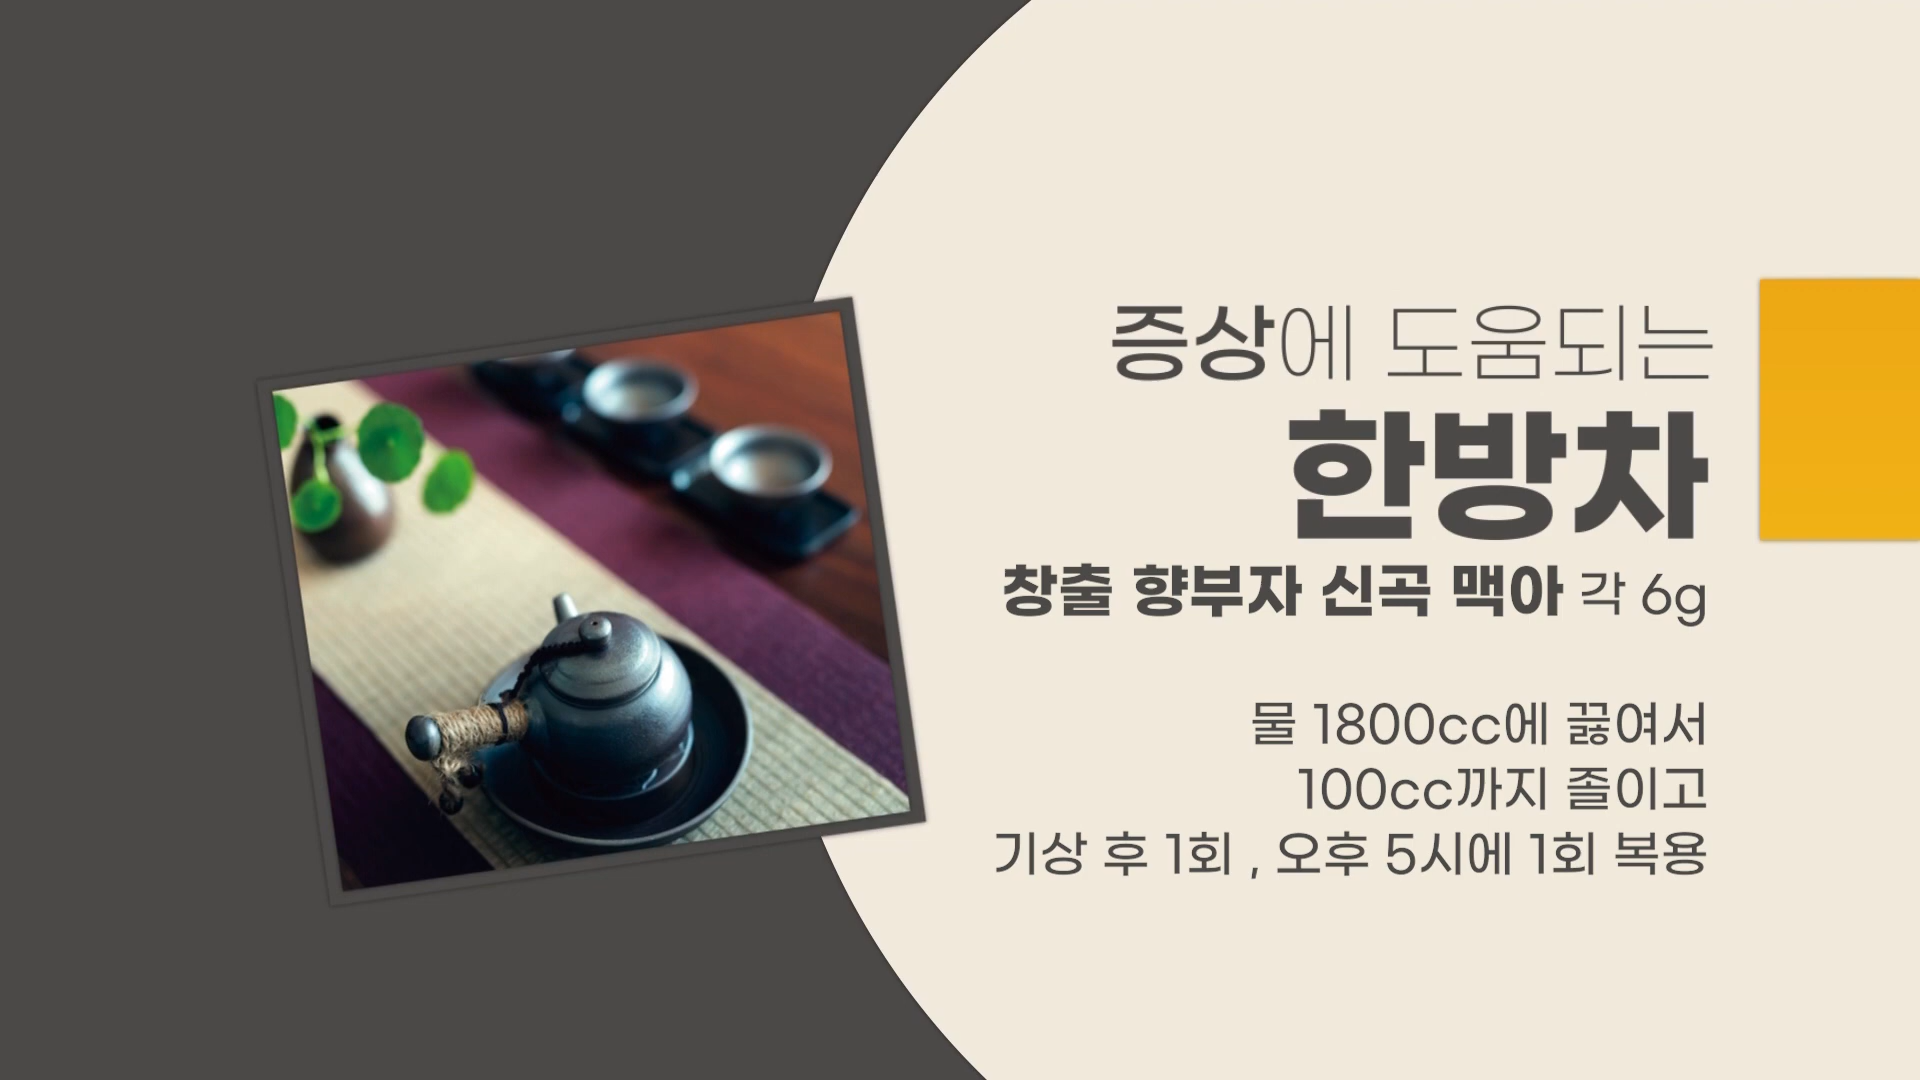 증상에 도움되는
한방차
창출 향부자 신곡 맥아 각 6g
물 1800cc에 끓여서
100cc까지 졸이고
기상 후 1회 , 오후 5시에 1회 복용